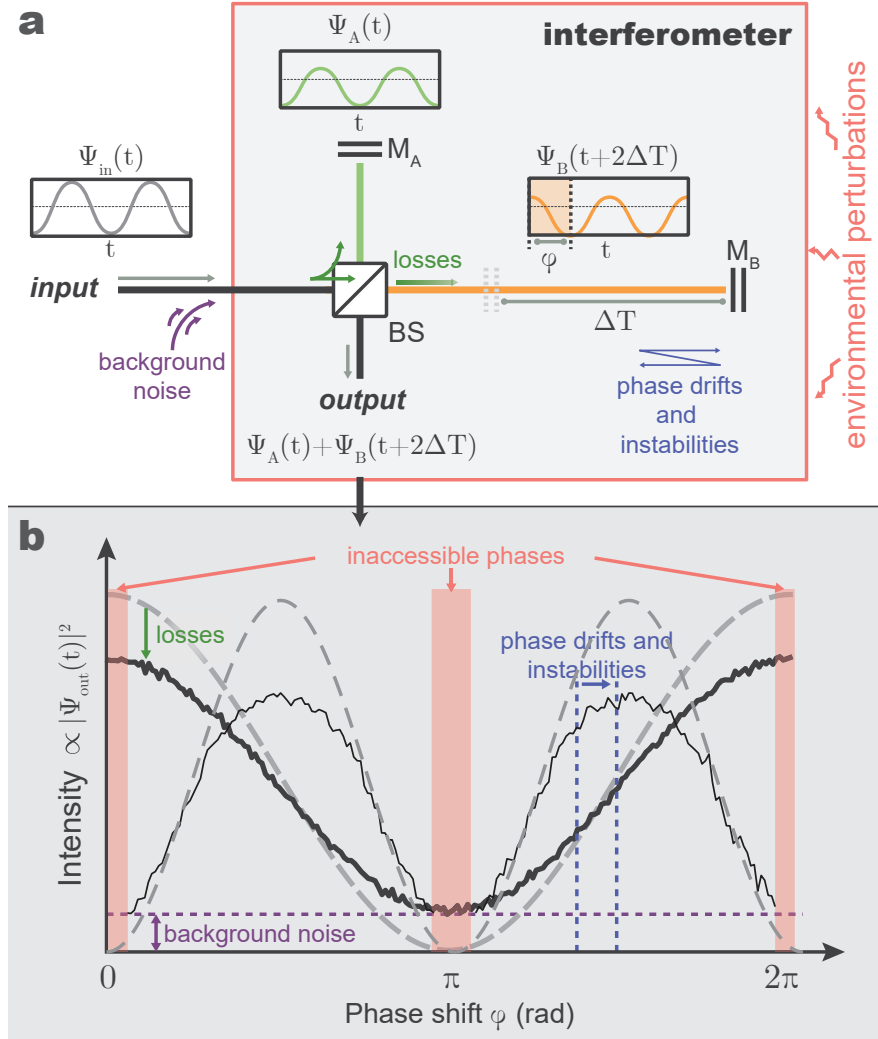 a
interferometer
Ψ_A(t)
t
M_A
Ψ_in(t)
t
Ψ_B(t+2ΔT)
φ
t
M_B
losses
input
BS
ΔT
background
noise
output
phase drifts
and
instabilities
Ψ_A(t)+Ψ_B(t+2ΔT)
environmental perturbations
b
inaccessible phases
losses
phase drifts and
instabilities
background noise
Intensity ∝ |Ψ_out(t)|²
0
π
2π
Phase shift φ (rad)